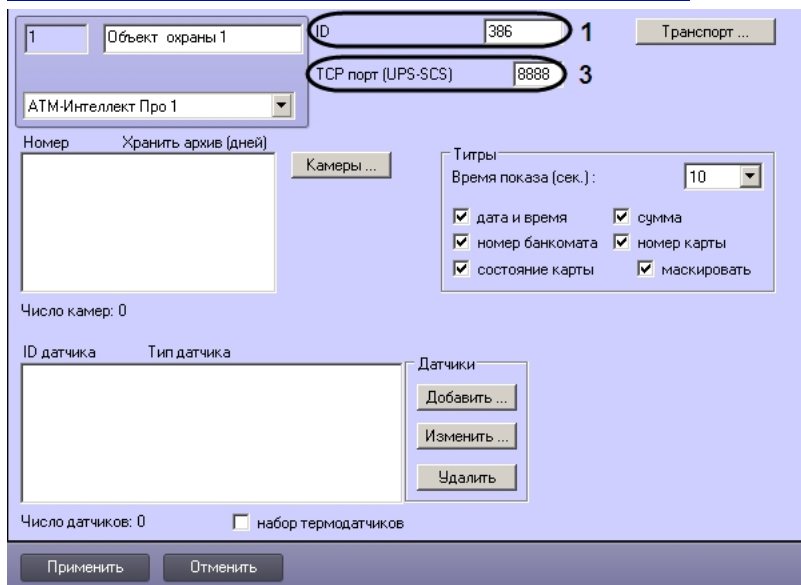 1 Объект охраны 1 ID 386 1 Транспорт ...
TCP порт (UPS-SCS) 8888 3
АТМ-Интеллект Про 1
Номер Хранить архив (дней)
Камеры ...
Титры
Время показа (сек.) : 10
дата и время сумма
номер банкомата номер карты
состояние карты маскировать
Число камер: 0
ID датчика Тип датчика
Датчики
Добавить ...
Изменить ...
Удалить
Число датчиков: 0 набор термодатчиков
Применить Отменить